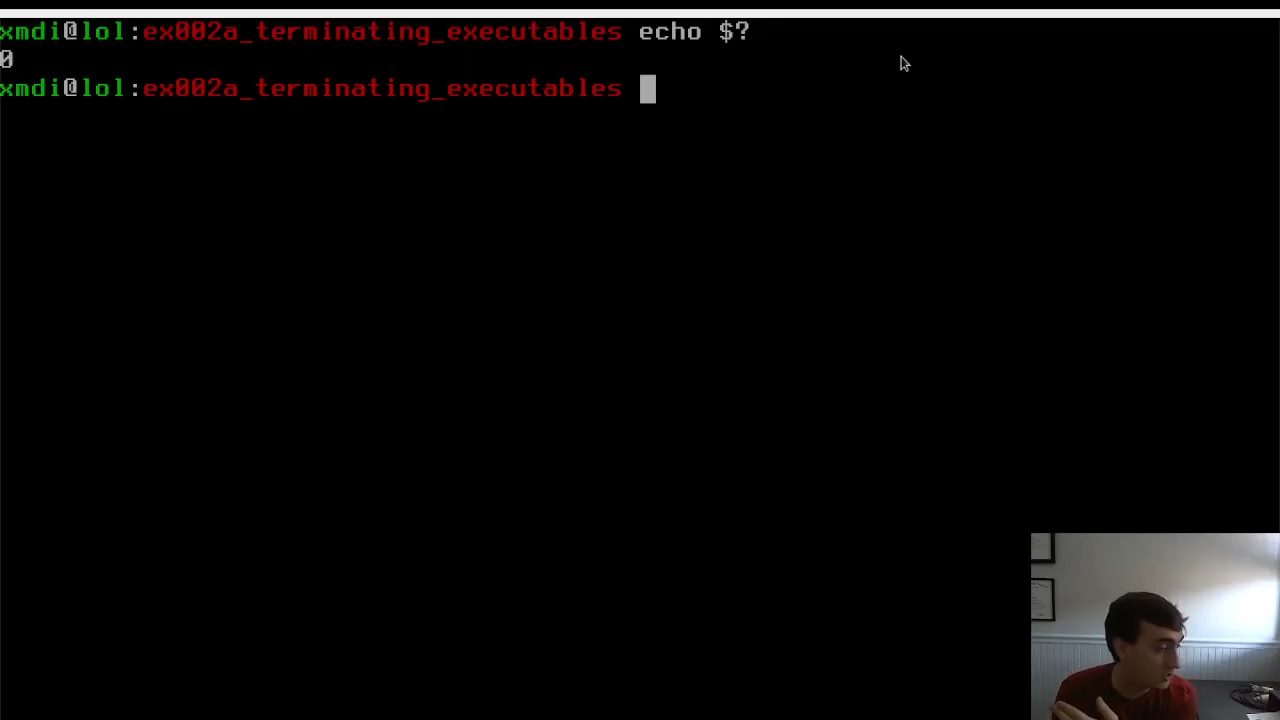 xmdi@lol:ex002a_terminating_executables echo $?
0
xmdi@lol:ex002a_terminating_executables